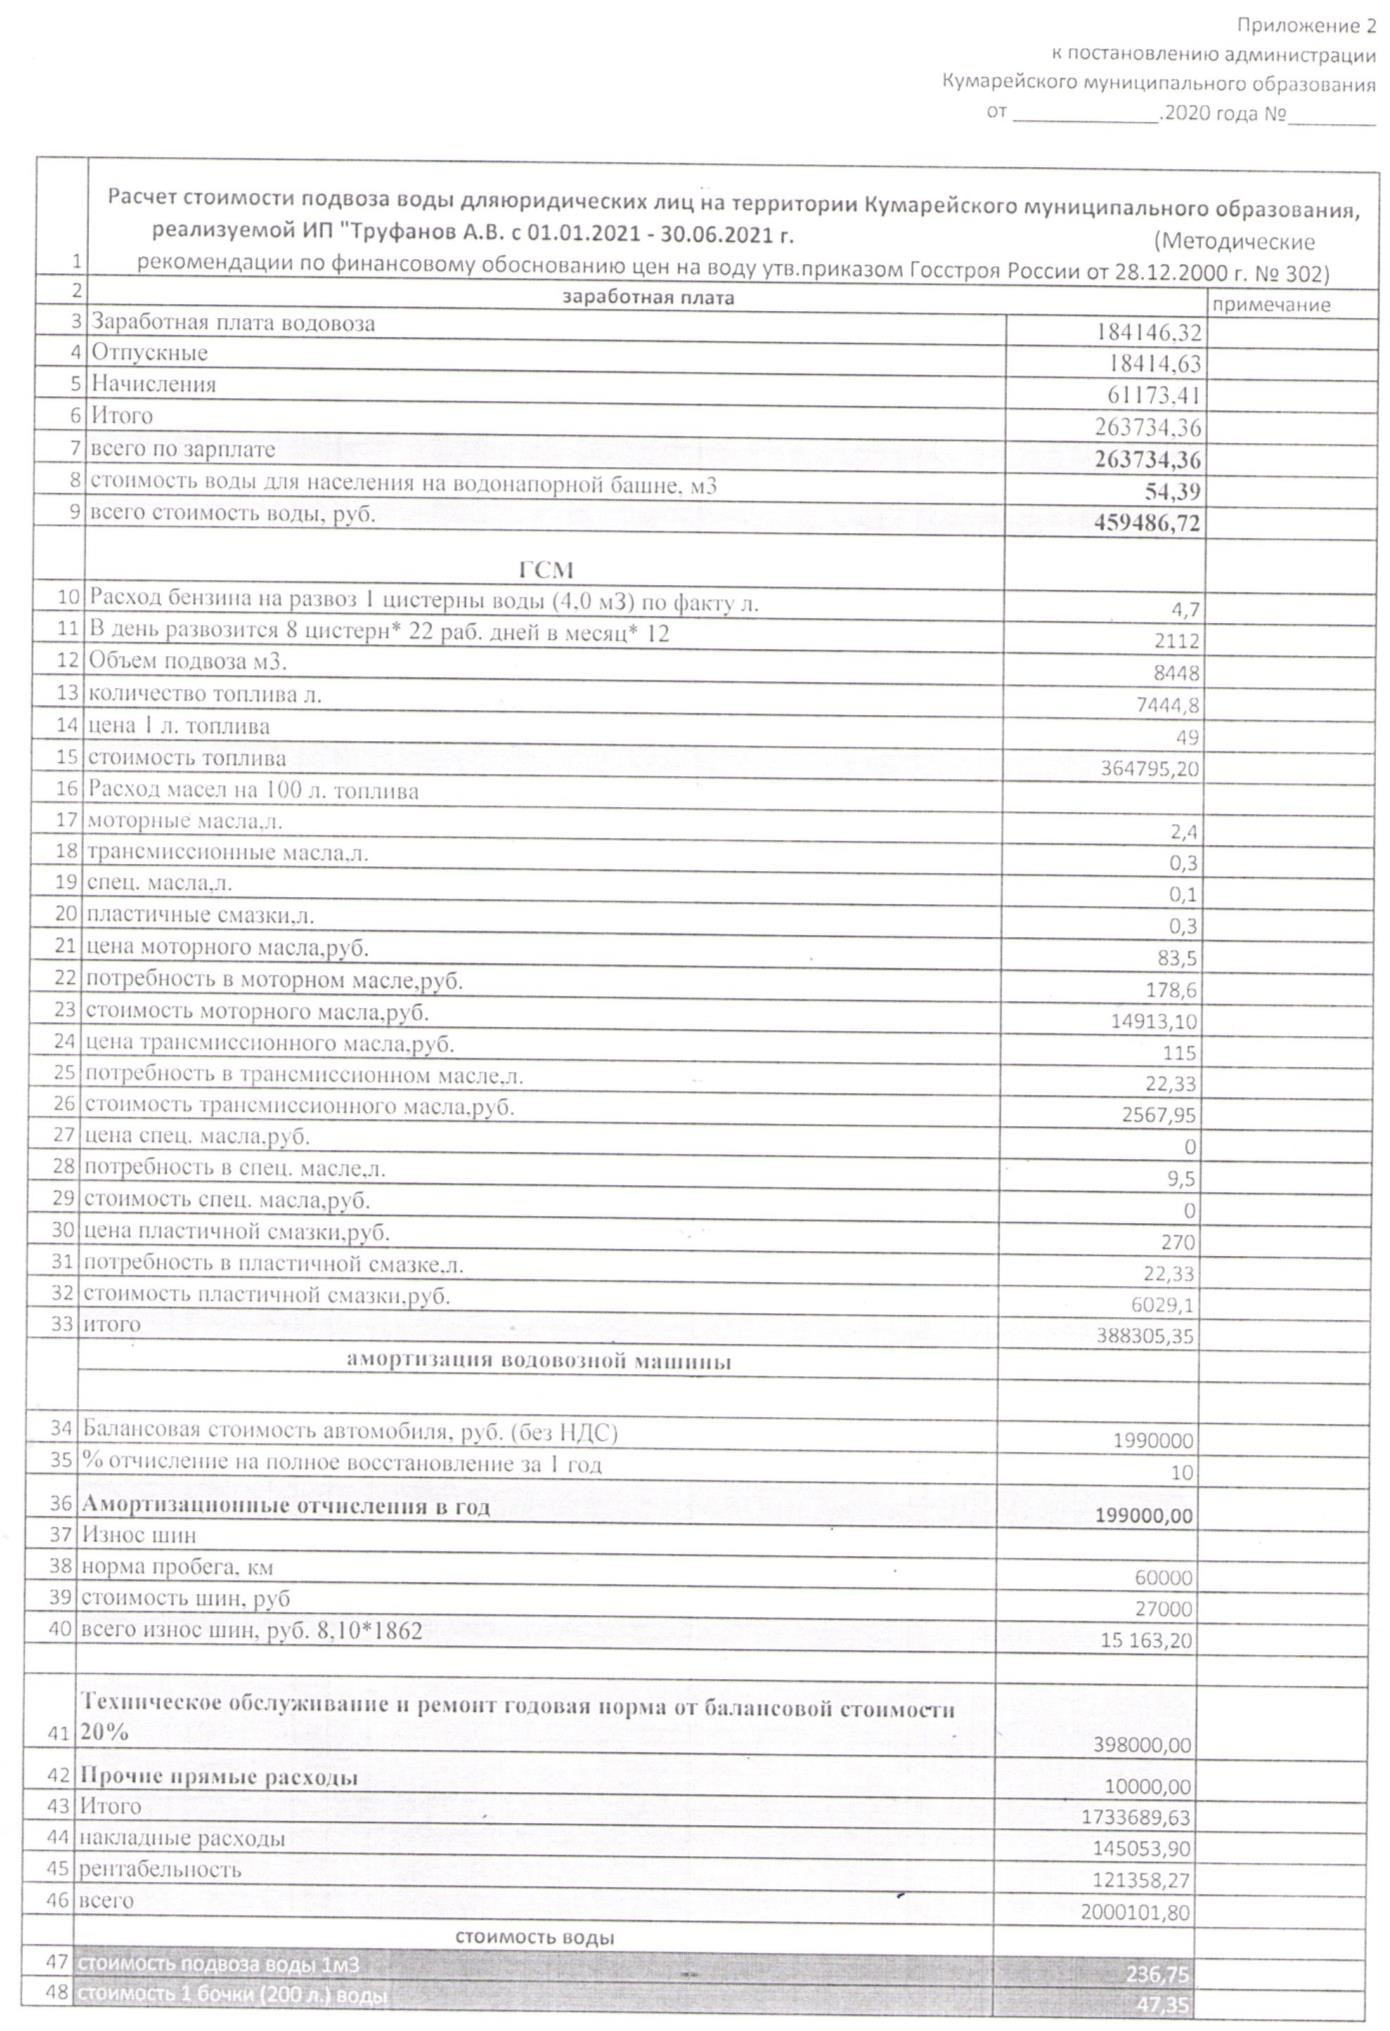 Приложение 2
к постановлению администрации
Кумарейского муниципального образования
от _____________.2020 года №________
Расчет стоимости подвоза воды дляюридических лиц на территории Кумарейского муниципального образования,
реализуемой ИП "Труфанов А.В. с 01.01.2021 - 30.06.2021 г. (Методические
1 рекомендации по финансовому обоснованию цен на воду утв.приказом Госстроя России от 28.12.2000 г. № 302)
2 заработная плата примечание
3 Заработная плата водовоза 184146,32
4 Отпускные 18414,63
5 Начисления 61173,41
6 Итого 263734,36
7 всего по зарплате 263734,36
8 стоимость воды для населения на водонапорной башне, м3 54,39
9 всего стоимость воды, руб. 459486,72
ГСМ
10 Расход бензина на развоз 1 цистерны воды (4,0 м3) по факту л. 4,7
11 В день развозится 8 цистерн* 22 раб. дней в месяц* 12 2112
12 Объем подвоза м3. 8448
13 количество топлива л. 7444,8
14 цена 1 л. топлива 49
15 стоимость топлива 364795,20
16 Расход масел на 100 л. топлива
17 моторные масла,л. 2,4
18 трансмиссионные масла,л. 0,3
19 спец. масла,л. 0,1
20 пластичные смазки,л. 0,3
21 цена моторного масла,руб. 83,5
22 потребность в моторном масле,руб. 178,6
23 стоимость моторного масла,руб. 14913,10
24 цена трансмиссионного масла,руб. 115
25 потребность в трансмиссионном масле,л. 22,33
26 стоимость трансмиссионного масла,руб. 2567,95
27 цена спец. масла,руб. 0
28 потребность в спец. масле,л. 9,5
29 стоимость спец. масла,руб. 0
30 цена пластичной смазки,руб. 270
31 потребность в пластичной смазке,л. 22,33
32 стоимость пластичной смазки,руб. 6029,1
33 итого 388305,35
амортизация водовозной машины
34 Балансовая стоимость автомобиля, руб. (без НДС) 1990000
35 % отчисление на полное восстановление за 1 год 10
36 Амортизационные отчисления в год 199000,00
37 Износ шин
38 норма пробега, км 60000
39 стоимость шин, руб 27000
40 всего износ шин, руб. 8,10*1862 15 163,20
Техническое обслуживание и ремонт годовая норма от балансовой стоимости
41 20% 398000,00
42 Прочие прямые расходы 10000,00
43 Итого 1733689,63
44 накладные расходы 145053,90
45 рентабельность 121358,27
46 всего 2000101,80
стоимость воды
47 стоимость подвоза воды 1м3 236,75
48 стоимость 1 бочки (200 л.) воды 47,35